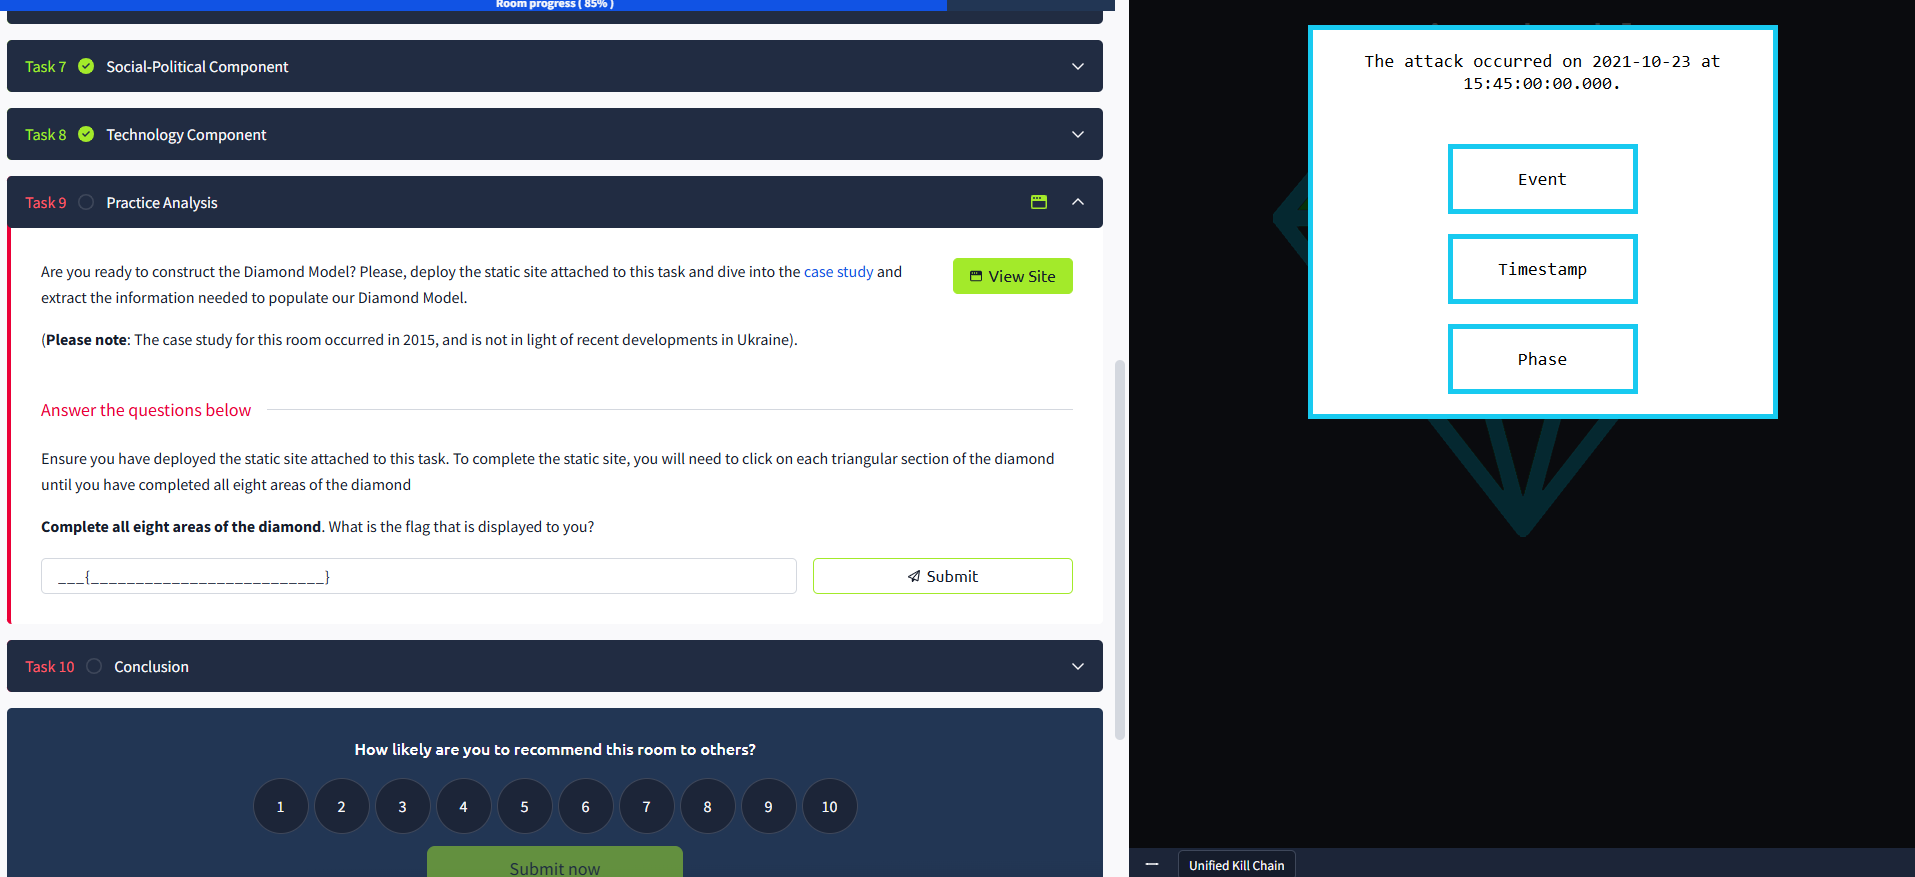 Room progress ( 85% )
Task 7 Social-Political Component
Task 8 Technology Component
Task 9 Practice Analysis
Are you ready to construct the Diamond Model? Please, deploy the static site attached to this task and dive into the case study and
extract the information needed to populate our Diamond Model.
View Site
(Please note: The case study for this room occurred in 2015, and is not in light of recent developments in Ukraine).
Answer the questions below
Ensure you have deployed the static site attached to this task. To complete the static site, you will need to click on each triangular section of the diamond
until you have completed all eight areas of the diamond
Complete all eight areas of the diamond. What is the flag that is displayed to you?
___{__________________________}
Submit
Task 10 Conclusion
How likely are you to recommend this room to others?
1 2 3 4 5 6 7 8 9 10
Submit now
The attack occurred on 2021-10-23 at
15:45:00:00.000.
Event
Timestamp
Phase
Unified Kill Chain